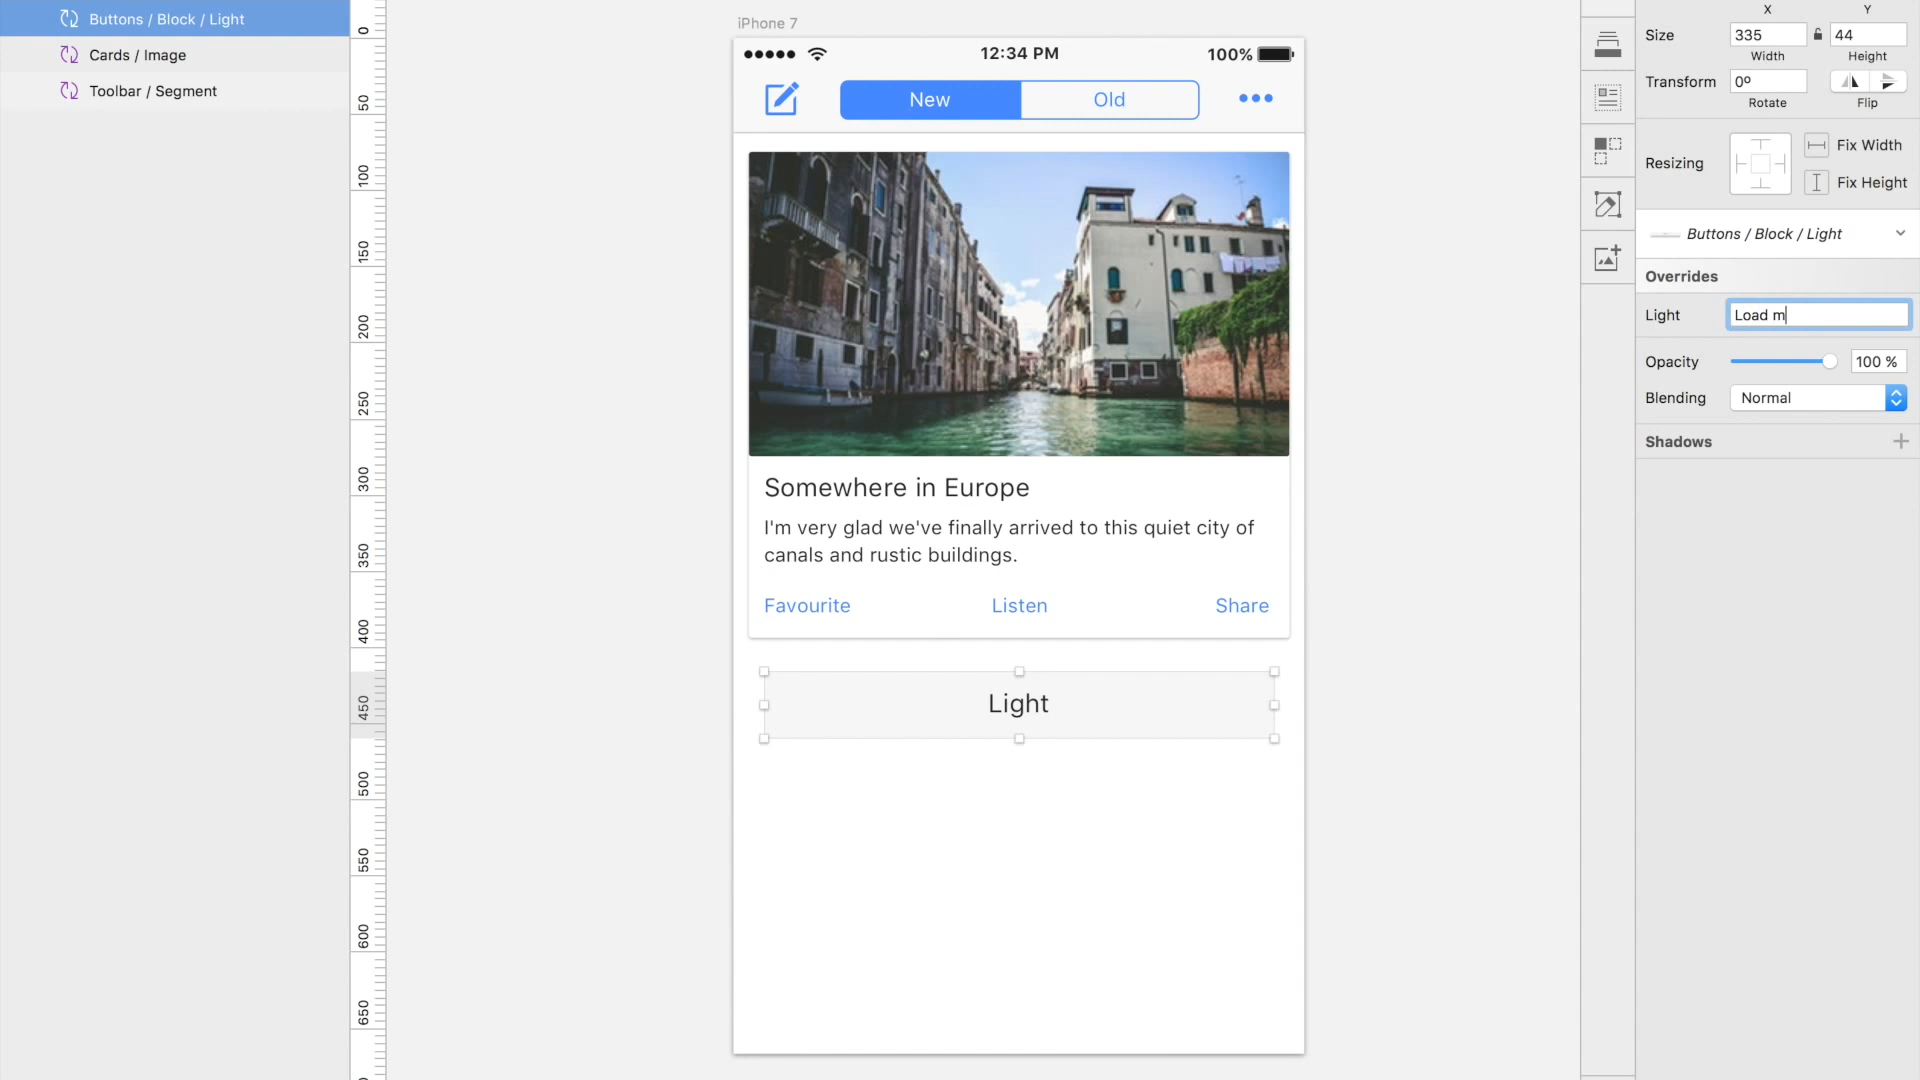 Buttons / Block / Light
Cards / Image
Toolbar / Segment
0
50
100
150
200
250
300
350
400
450
500
550
600
650
iPhone 7
12:34 PM
100%
New
Old
Somewhere in Europe
I'm very glad we've finally arrived to this quiet city of
canals and rustic buildings.
Favourite
Listen
Share
Light
X
Y
Size
335
44
Width
Height
Transform
0º
Rotate
Flip
Resizing
Fix Width
Fix Height
Buttons / Block / Light
Overrides
Light
Load m
Opacity
100 %
Blending
Normal
Shadows